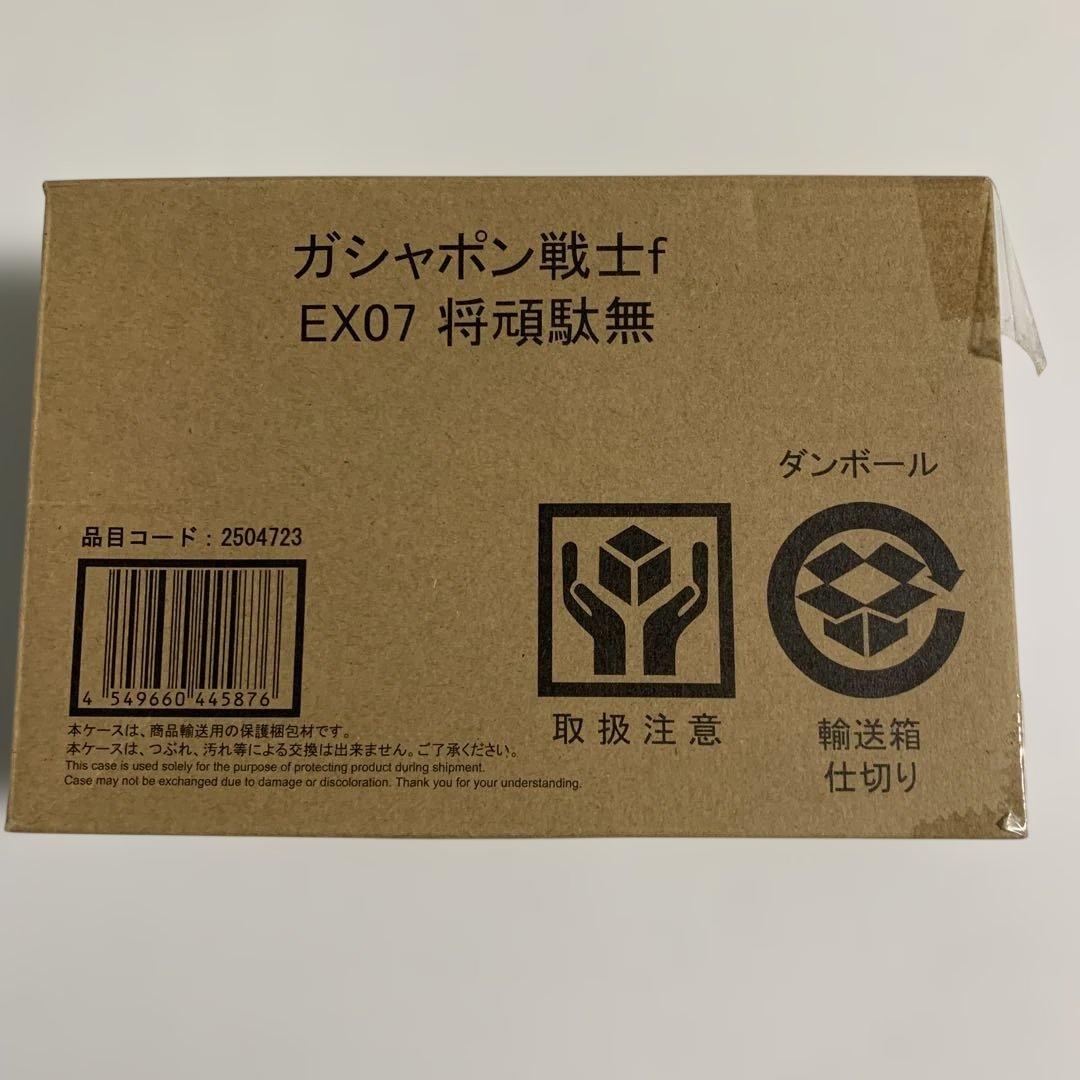 ガシャポン戦士f
EX07 将頑駄無
ダンボール
品目コード：2504723
4 549660 445876
取扱注意
輸送箱
仕切り
本ケースは、商品輸送用の保護梱包材です。
本ケースは、つぶれ、汚れ等による交換は出来ません。ご了承ください。
This case is used solely for the purpose of protecting product during shipment.
Case may not be exchanged due to damage or discoloration. Thank you for your understanding.